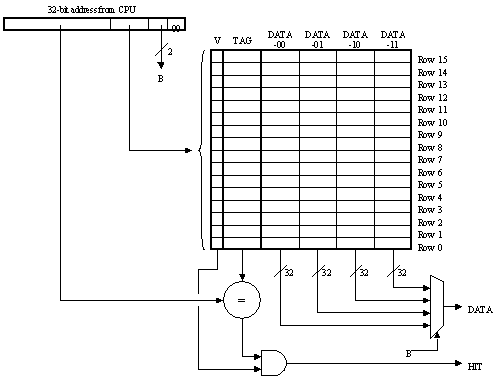 32-bit address from CPU
00
2
B
V TAG DATA -00 DATA -01 DATA -10 DATA -11
Row 15
Row 14
Row 13
Row 12
Row 11
Row 10
Row 9
Row 8
Row 7
Row 6
Row 5
Row 4
Row 3
Row 2
Row 1
Row 0
32 32 32 32
=
DATA
B
HIT